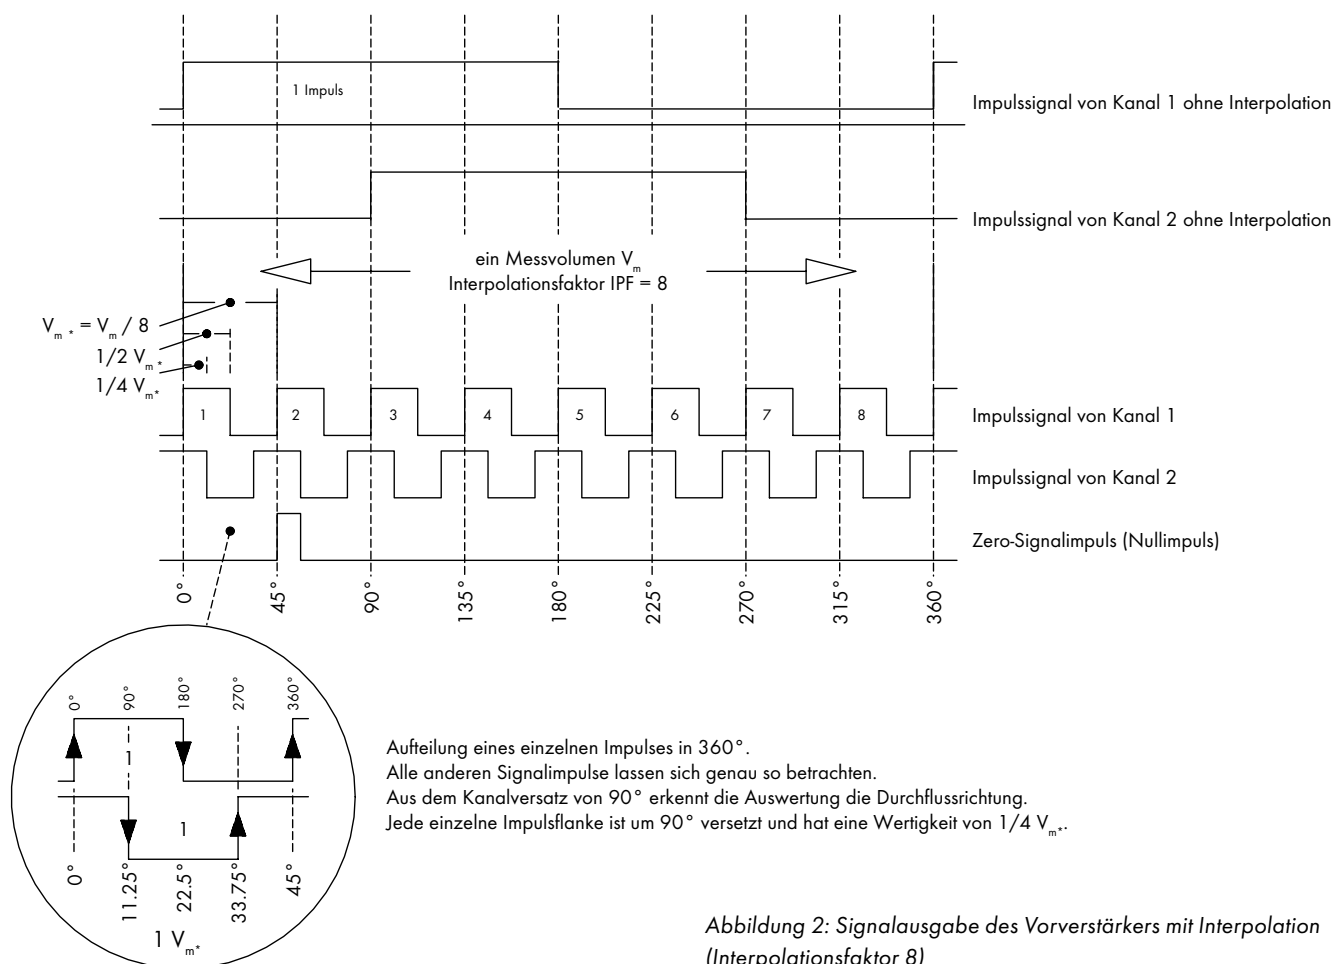 1 Impuls
Impulssignal von Kanal 1 ohne Interpolation
Impulssignal von Kanal 2 ohne Interpolation
ein Messvolumen Vm
Interpolationsfaktor IPF = 8
Vm * = Vm / 8
1/2 Vm*
1/4 Vm*
1 2 3 4 5 6 7 8
Impulssignal von Kanal 1
Impulssignal von Kanal 2
Zero-Signalimpuls (Nullimpuls)
0° 45° 90° 135° 180° 225° 270° 315° 360°
0° 90° 180° 270° 360°
1
1
0° 11.25° 22.5° 33.75° 45°
1 Vm*
Aufteilung eines einzelnen Impulses in 360°.
Alle anderen Signalimpulse lassen sich genau so betrachten.
Aus dem Kanalversatz von 90° erkennt die Auswertung die Durchflussrichtung.
Jede einzelne Impulsflanke ist um 90° versetzt und hat eine Wertigkeit von 1/4 Vm*.
Abbildung 2: Signalausgabe des Vorverstärkers mit Interpolation
(Interpolationsfaktor 8)